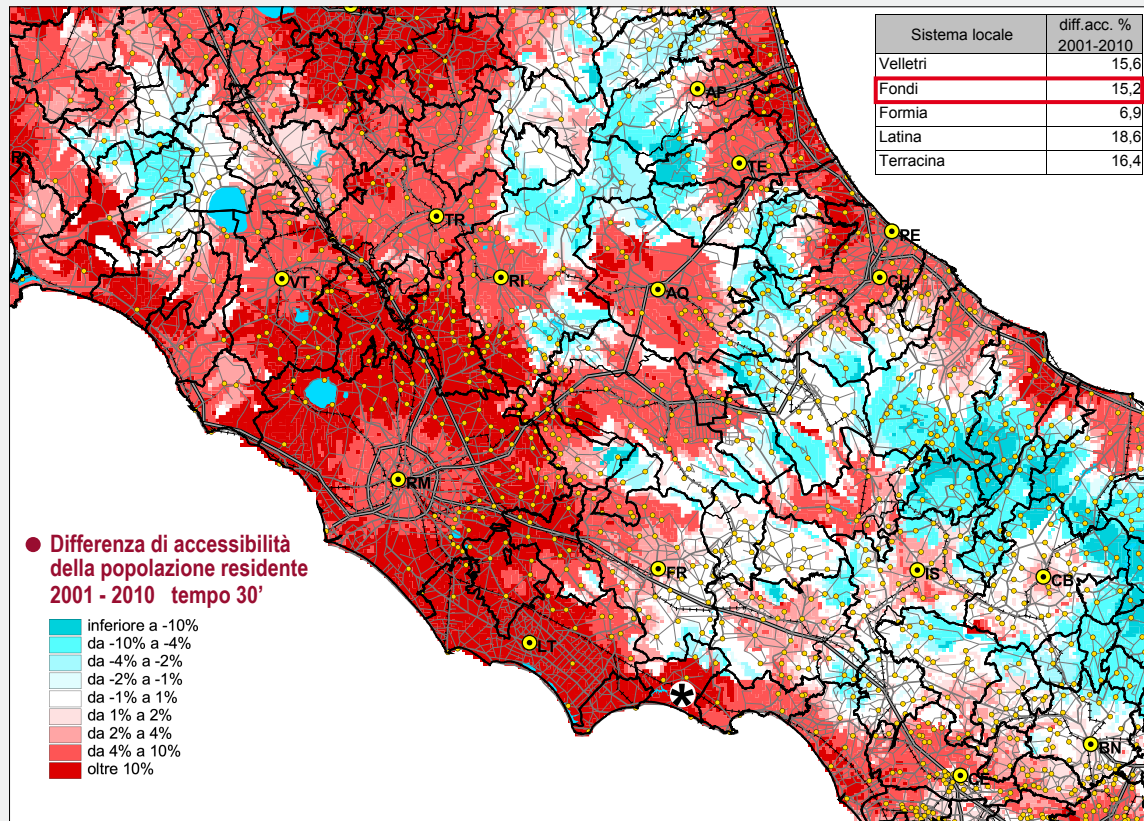 Sistema locale diff.acc. % 2001-2010
Velletri 15,6
Fondi 15,2
Formia 6,9
Latina 18,6
Terracina 16,4
AP
TE
TR
PE
VT
RI
AQ
CH
RM
FR
IS
CB
LT
BN
CE
● Differenza di accessibilità
della popolazione residente
2001 - 2010 tempo 30’
inferiore a -10%
da -10% a -4%
da -4% a -2%
da -2% a -1%
da -1% a 1%
da 1% a 2%
da 2% a 4%
da 4% a 10%
oltre 10%